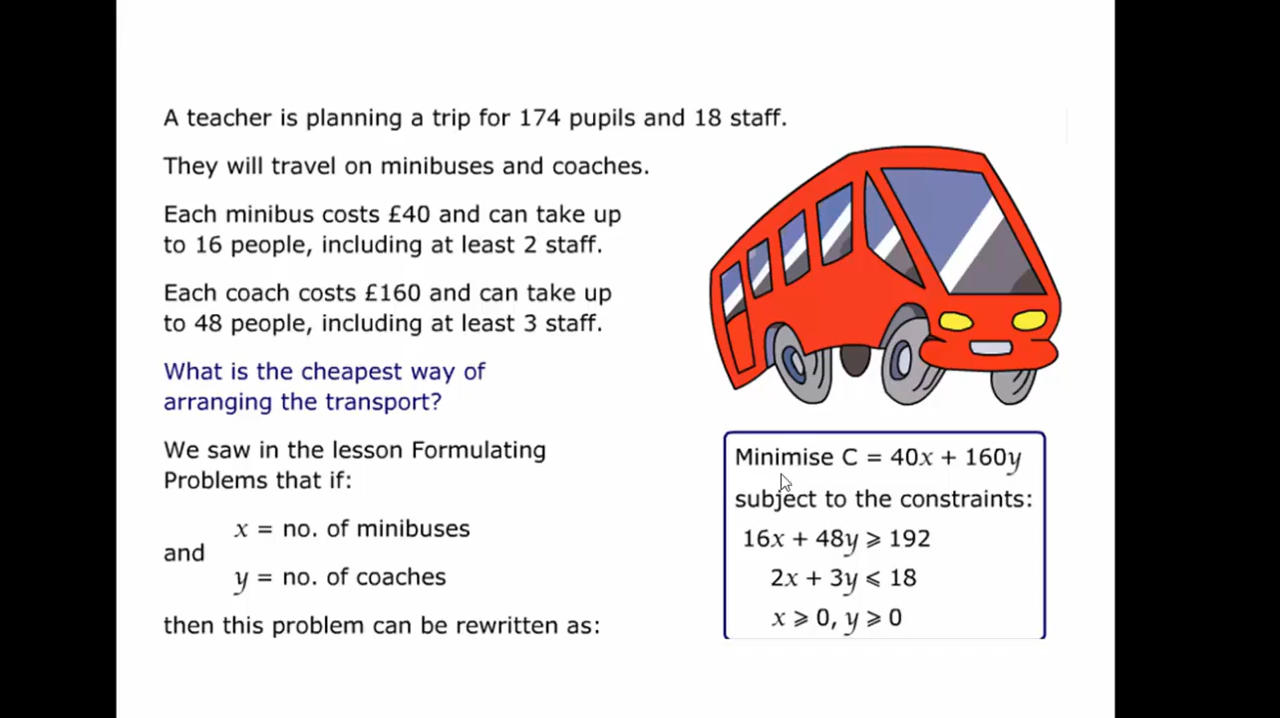 A teacher is planning a trip for 174 pupils and 18 staff.
They will travel on minibuses and coaches.
Each minibus costs £40 and can take up
to 16 people, including at least 2 staff.
Each coach costs £160 and can take up
to 48 people, including at least 3 staff.
What is the cheapest way of
arranging the transport?
We saw in the lesson Formulating
Problems that if:
x = no. of minibuses
and
y = no. of coaches
then this problem can be rewritten as:
Minimise C = 40x + 160y
subject to the constraints:
16x + 48y ⩾ 192
2x + 3y ⩽ 18
x ⩾ 0, y ⩾ 0